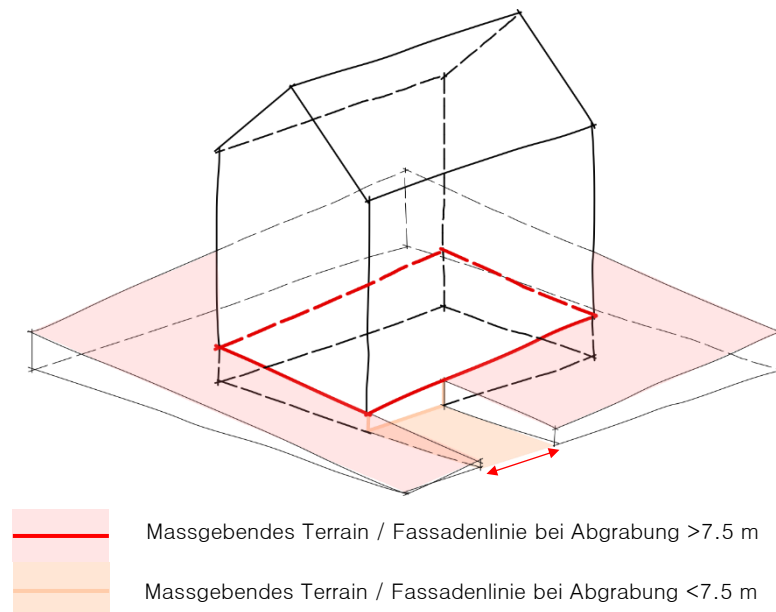 Massgebendes Terrain / Fassadenlinie bei Abgrabung >7.5 m
Massgebendes Terrain / Fassadenlinie bei Abgrabung <7.5 m